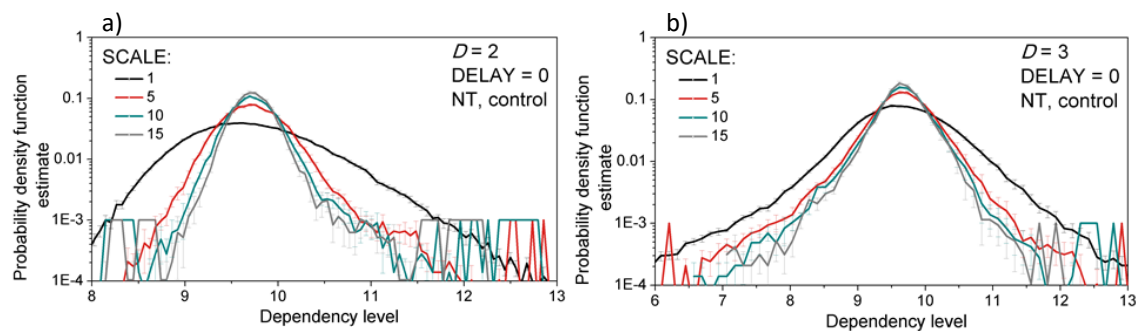 a)
Probability density function
estimate
1
0.1
0.01
1E-3
1E-4
SCALE:
1
5
10
15
D = 2
DELAY = 0
NT, control
8 9 10 11 12 13
Dependency level
b)
Probability density function
estimate
1
0.1
0.01
1E-3
1E-4
SCALE:
1
5
10
15
D = 3
DELAY = 0
NT, control
6 7 8 9 10 11 12 13
Dependency level